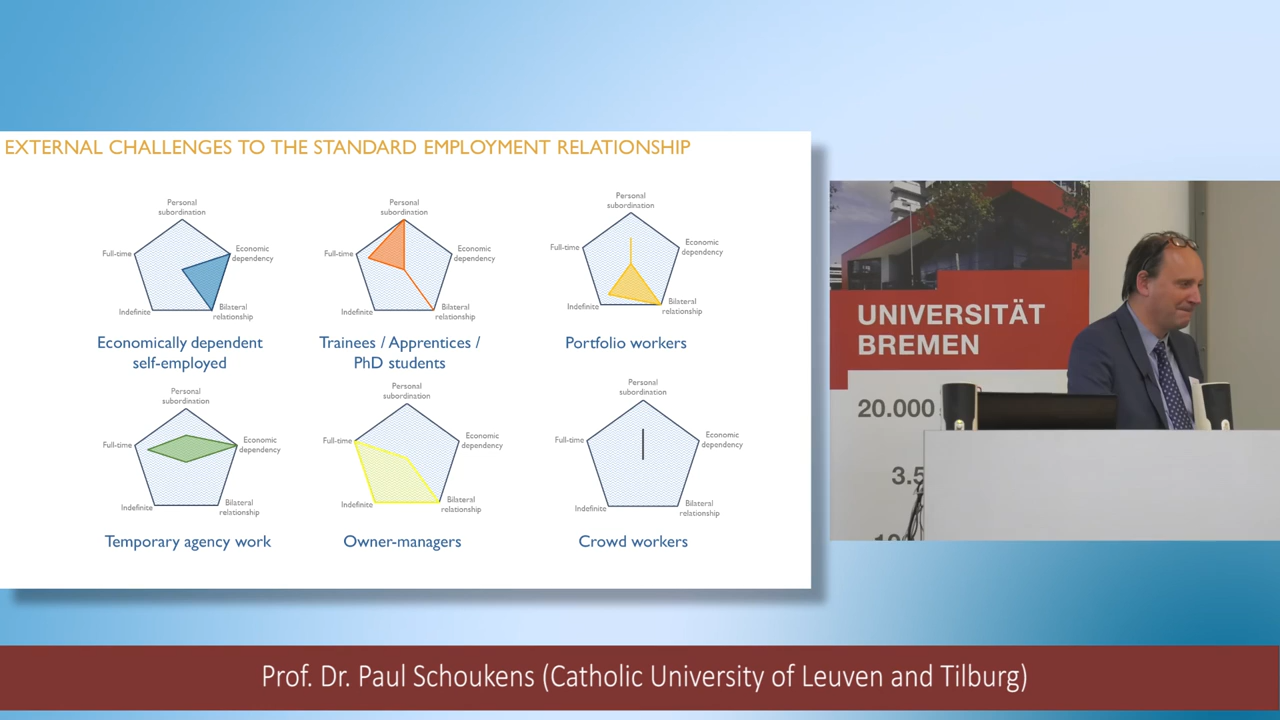 EXTERNAL CHALLENGES TO THE STANDARD EMPLOYMENT RELATIONSHIP
Personal
subordination
Full-time
Economic
dependency
Indefinite
Bilateral
relationship
Economically dependent
self-employed
Personal
subordination
Full-time
Economic
dependency
Indefinite
Bilateral
relationship
Trainees / Apprentices /
PhD students
Personal
subordination
Full-time
Economic
dependency
Indefinite
Bilateral
relationship
Portfolio workers
Personal
subordination
Full-time
Economic
dependency
Indefinite
Bilateral
relationship
Temporary agency work
Personal
subordination
Full-time
Economic
dependency
Indefinite
Bilateral
relationship
Owner-managers
Personal
subordination
Full-time
Economic
dependency
Indefinite
Bilateral
relationship
Crowd workers
UNIVERSITÄT
BREMEN
20.000
3.5
Prof. Dr. Paul Schoukens (Catholic University of Leuven and Tilburg)